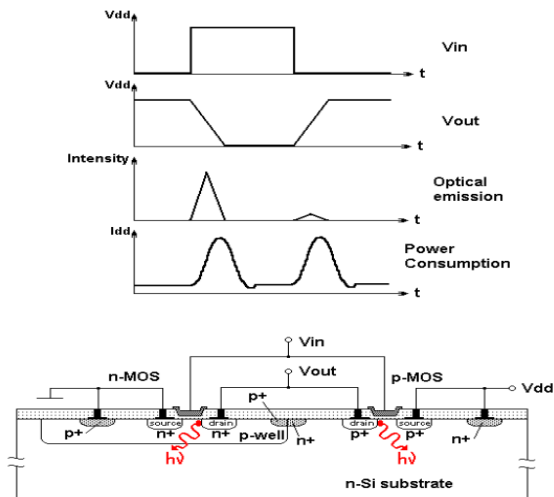 Vdd
Vin
t
Vdd
Vout
t
Intensity
Optical
emission
t
Idd
Power
Consumption
t
Vin
n-MOS
Vout
p-MOS
p+
Vdd
source
drain
drain
source
p+
n+
n+
p-well
n+
p+
p+
n+
hν
hν
n-Si substrate